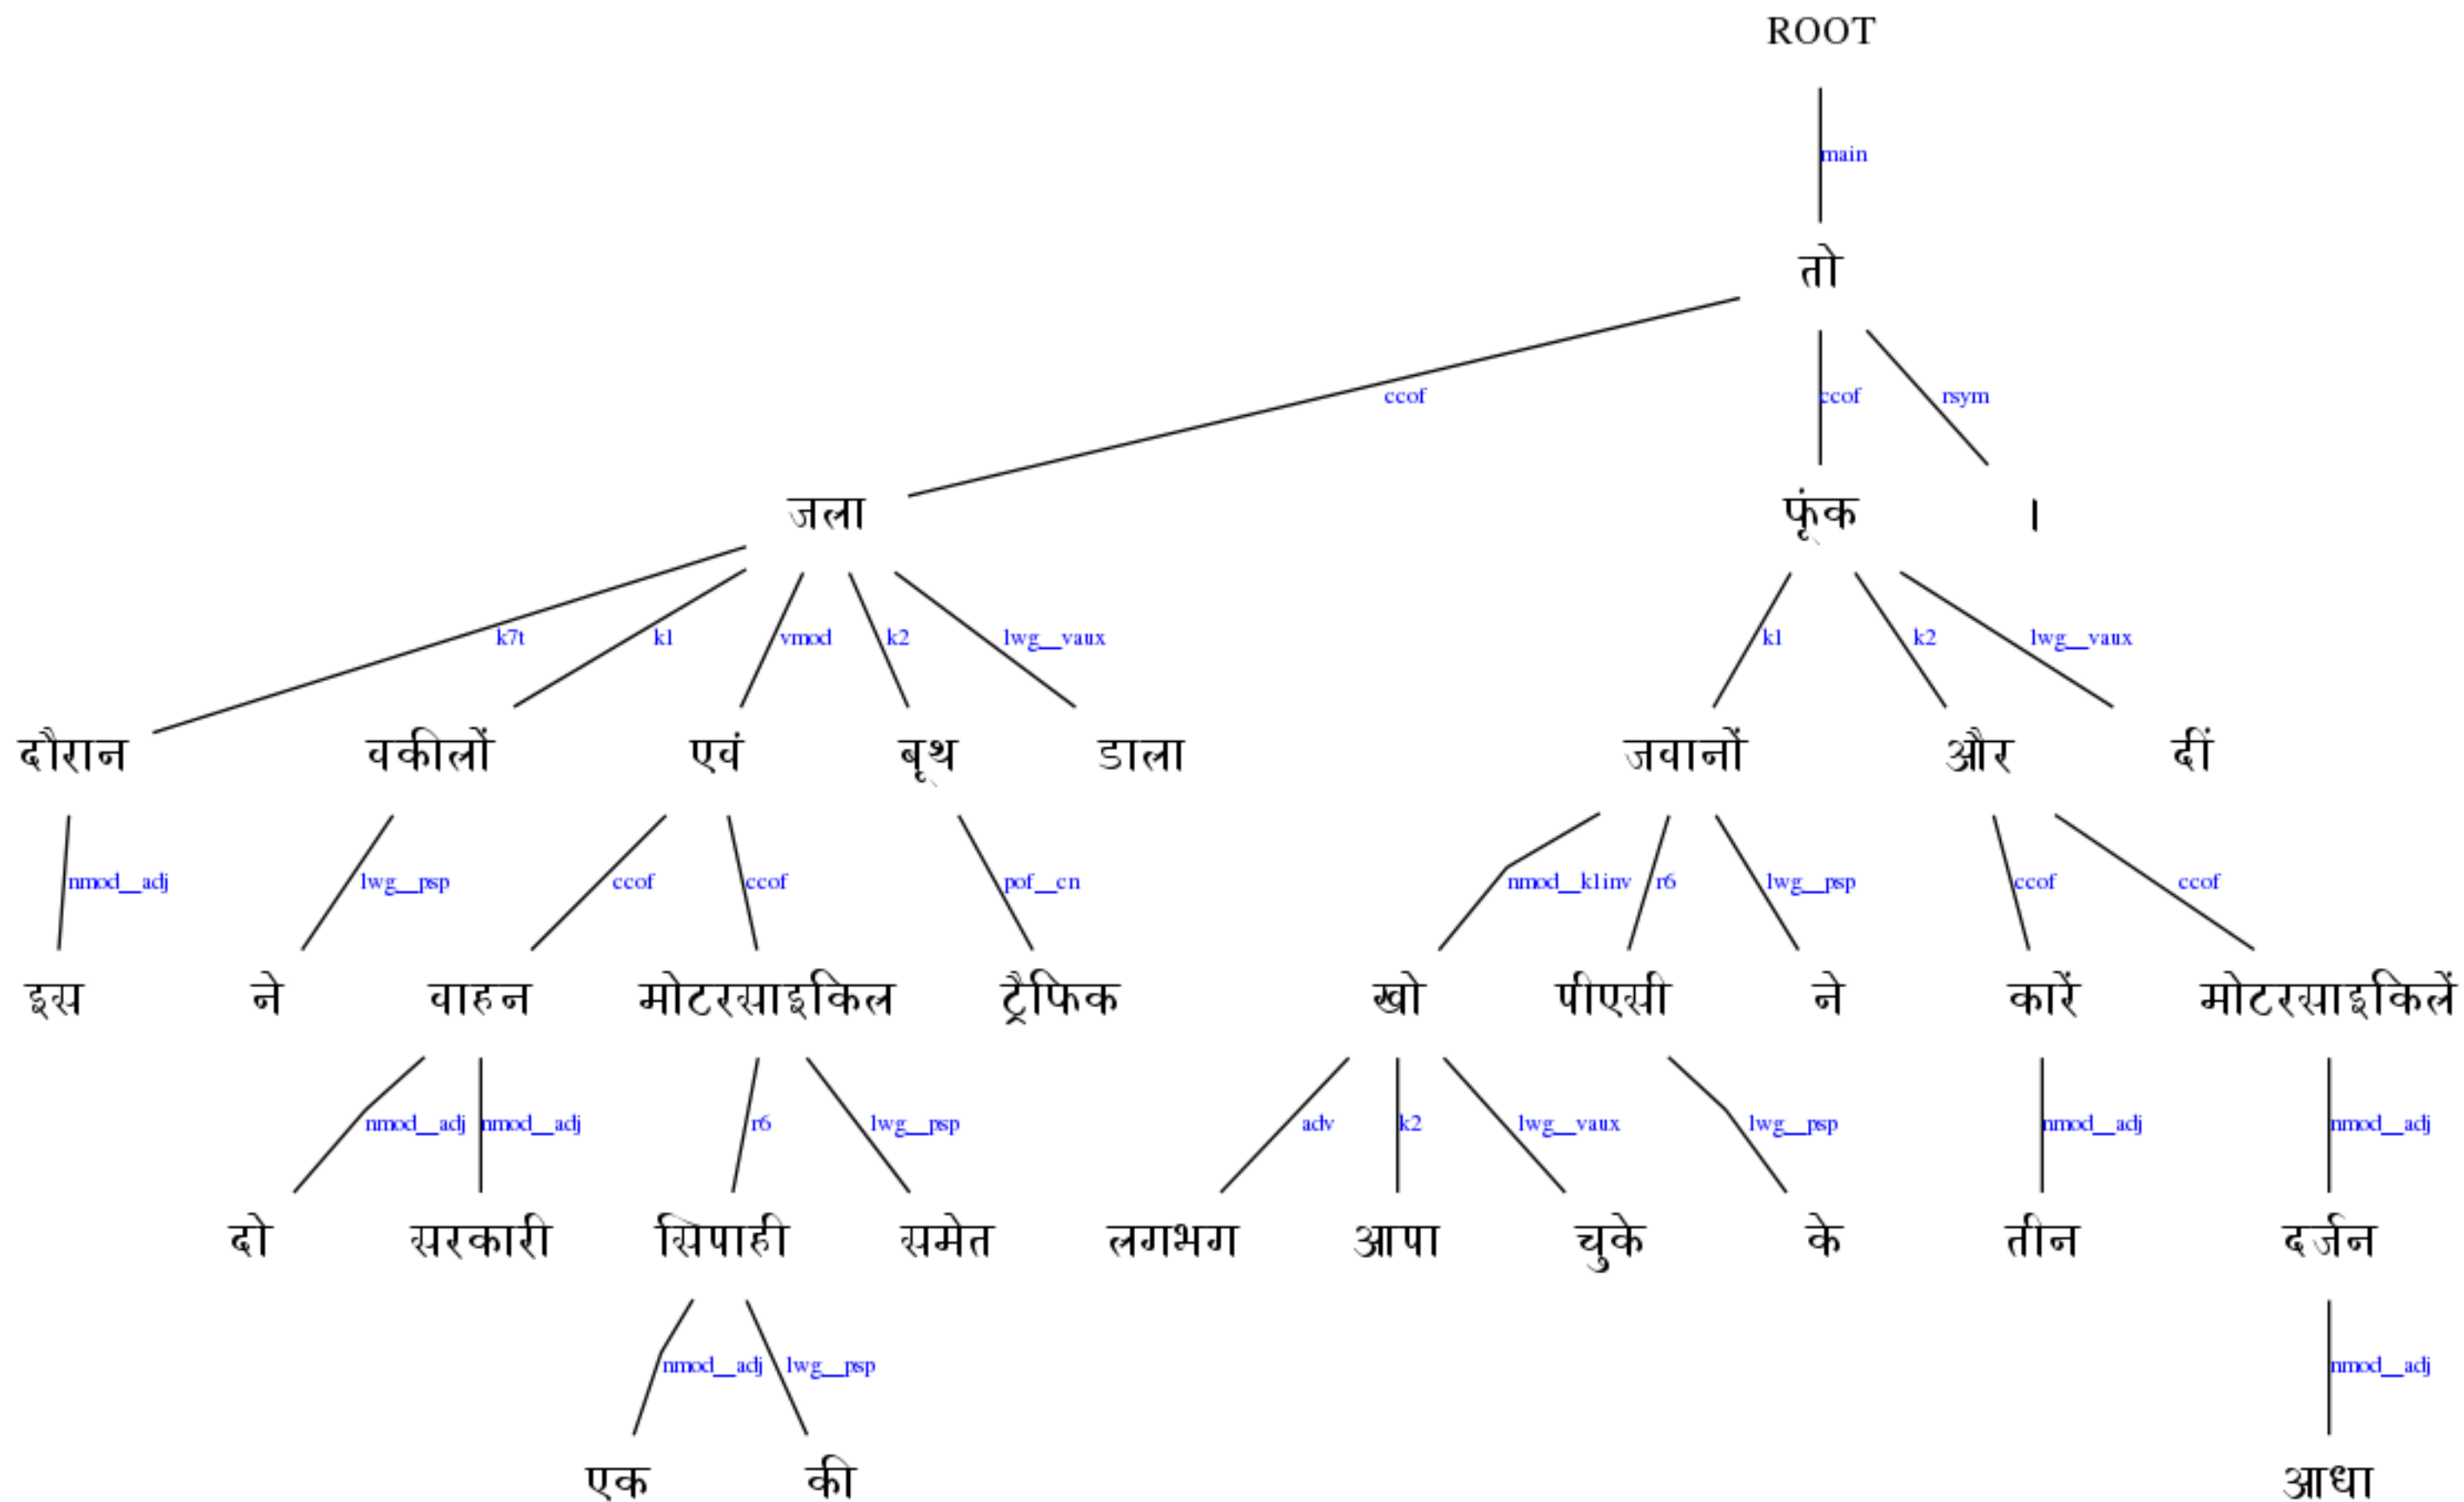 ROOT
main
तो
ccof ccof rsym
जला फूंक ।
k7t k1 vmod k2 lwg__vaux k1 k2 lwg__vaux
दौरान वकीलों एवं बूथ डाला जवानों और दीं
nmod__adj lwg__psp ccof ccof pof__cn nmod__k1inv r6 lwg__psp ccof ccof
इस ने वाहन मोटरसाइकिल ट्रैफिक खो पीएसी ने कारें मोटरसाइकिलें
nmod__adj nmod__adj r6 lwg__psp adv k2 lwg__vaux lwg__psp nmod__adj nmod__adj
दो सरकारी सिपाही समेत लगभग आपा चुके के तीन दर्जन
nmod__adj lwg__psp nmod__adj
एक की आधा